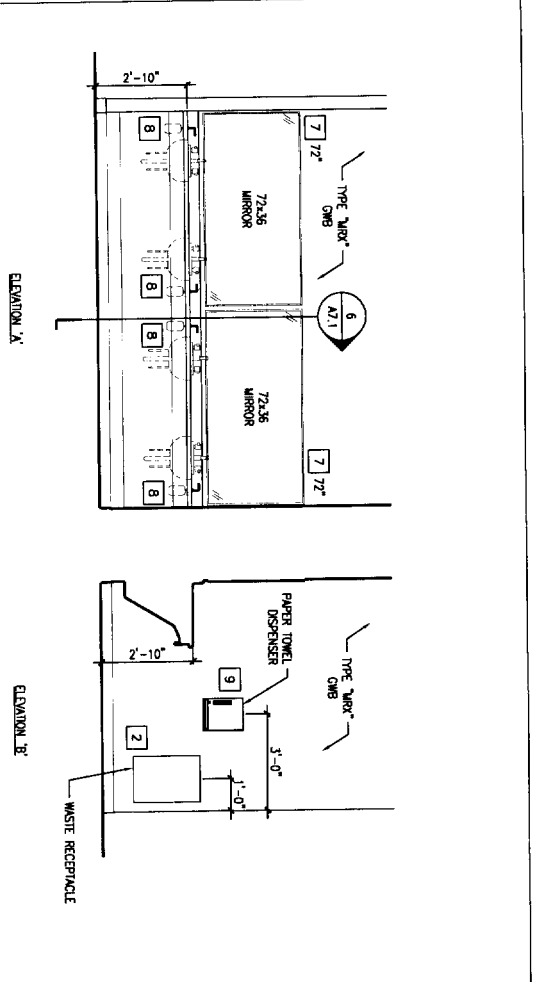 TYPE "MRX"
GWB
6
A7.1
7 72"
7 72"
72x36
MIRROR
72x36
MIRROR
8
8
8
8
2'-10"
ELEVATION 'A'
TYPE "MRX"
GWB
PAPER TOWEL
DISPENSER
9
3'-0"
1'-0"
2
2'-10"
WASTE RECEPTACLE
ELEVATION 'B'